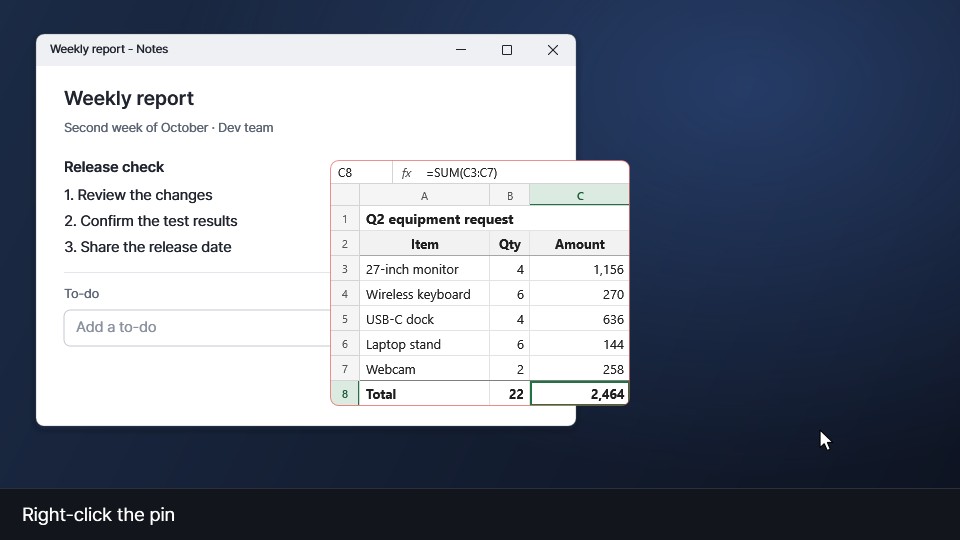 Weekly report - Notes
Weekly report
Second week of October · Dev team
Release check
1. Review the changes
2. Confirm the test results
3. Share the release date
To-do
Add a to-do
C8 fx =SUM(C3:C7)
A B C
1 Q2 equipment request
2 Item Qty Amount
3 27-inch monitor 4 1,156
4 Wireless keyboard 6 270
5 USB-C dock 4 636
6 Laptop stand 6 144
7 Webcam 2 258
8 Total 22 2,464
Right-click the pin